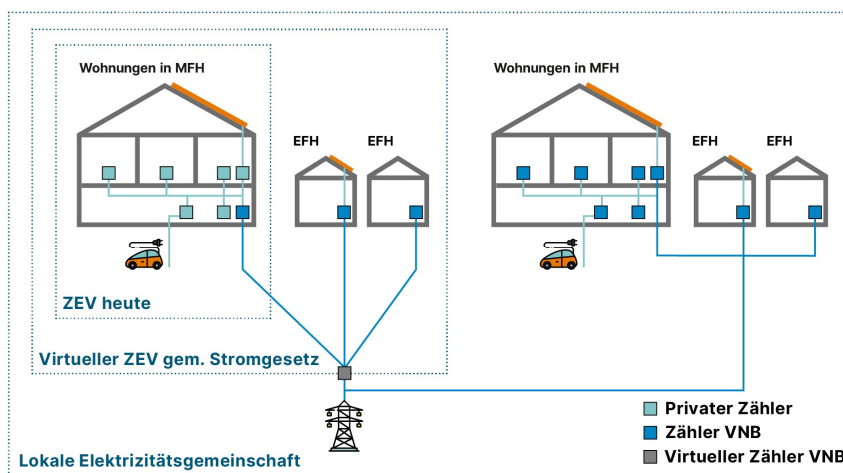 Wohnungen in MFH
Wohnungen in MFH
EFH
EFH
EFH
EFH
ZEV heute
Virtueller ZEV gem. Stromgesetz
Privater Zähler
Zähler VNB
Virtueller Zähler VNB
Lokale Elektrizitätsgemeinschaft